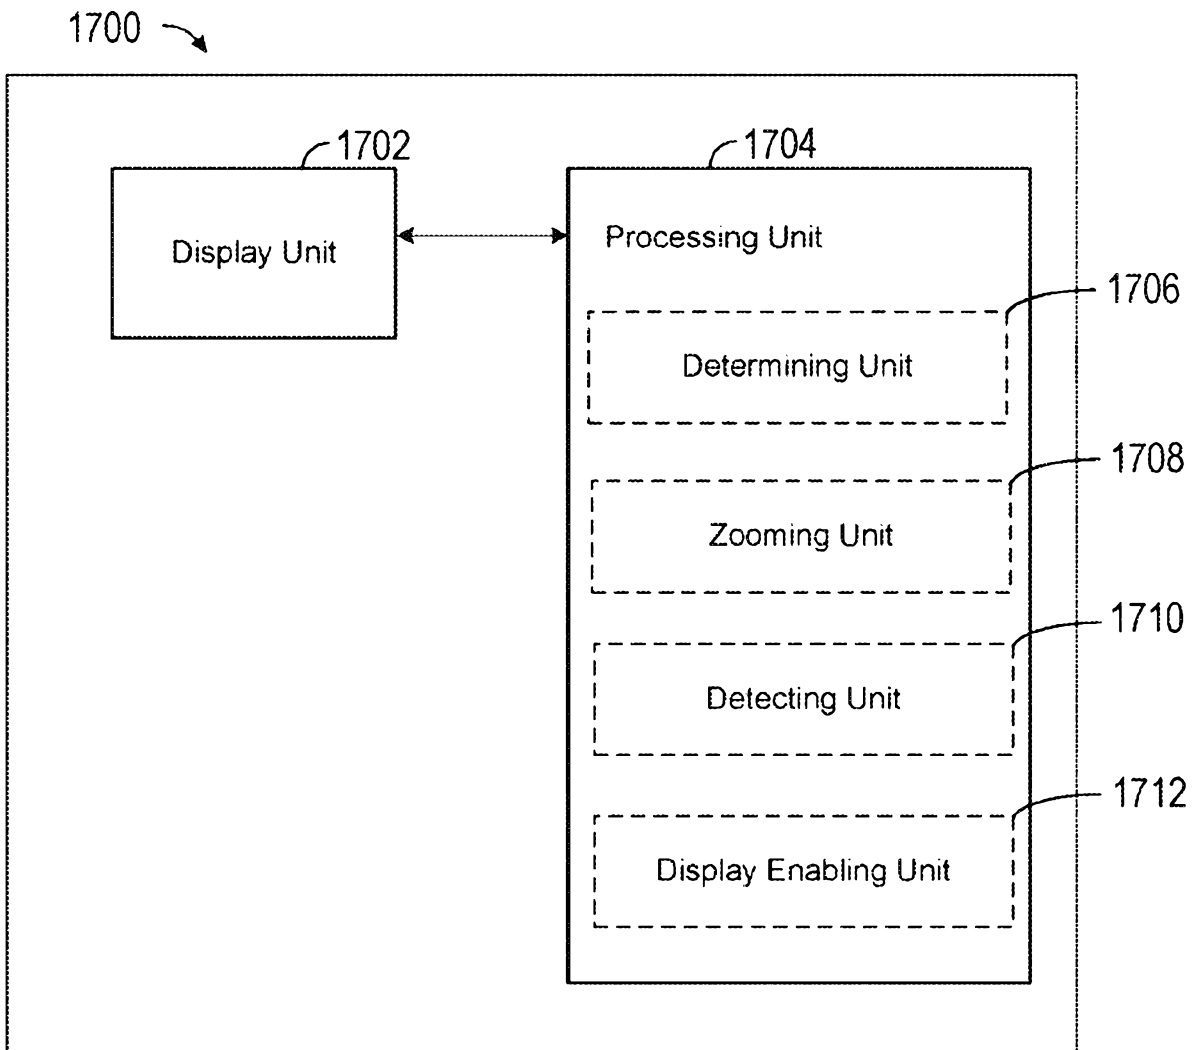 1700
1702
1704
Display Unit
Processing Unit
1706
Determining Unit
1708
Zooming Unit
1710
Detecting Unit
1712
Display Enabling Unit